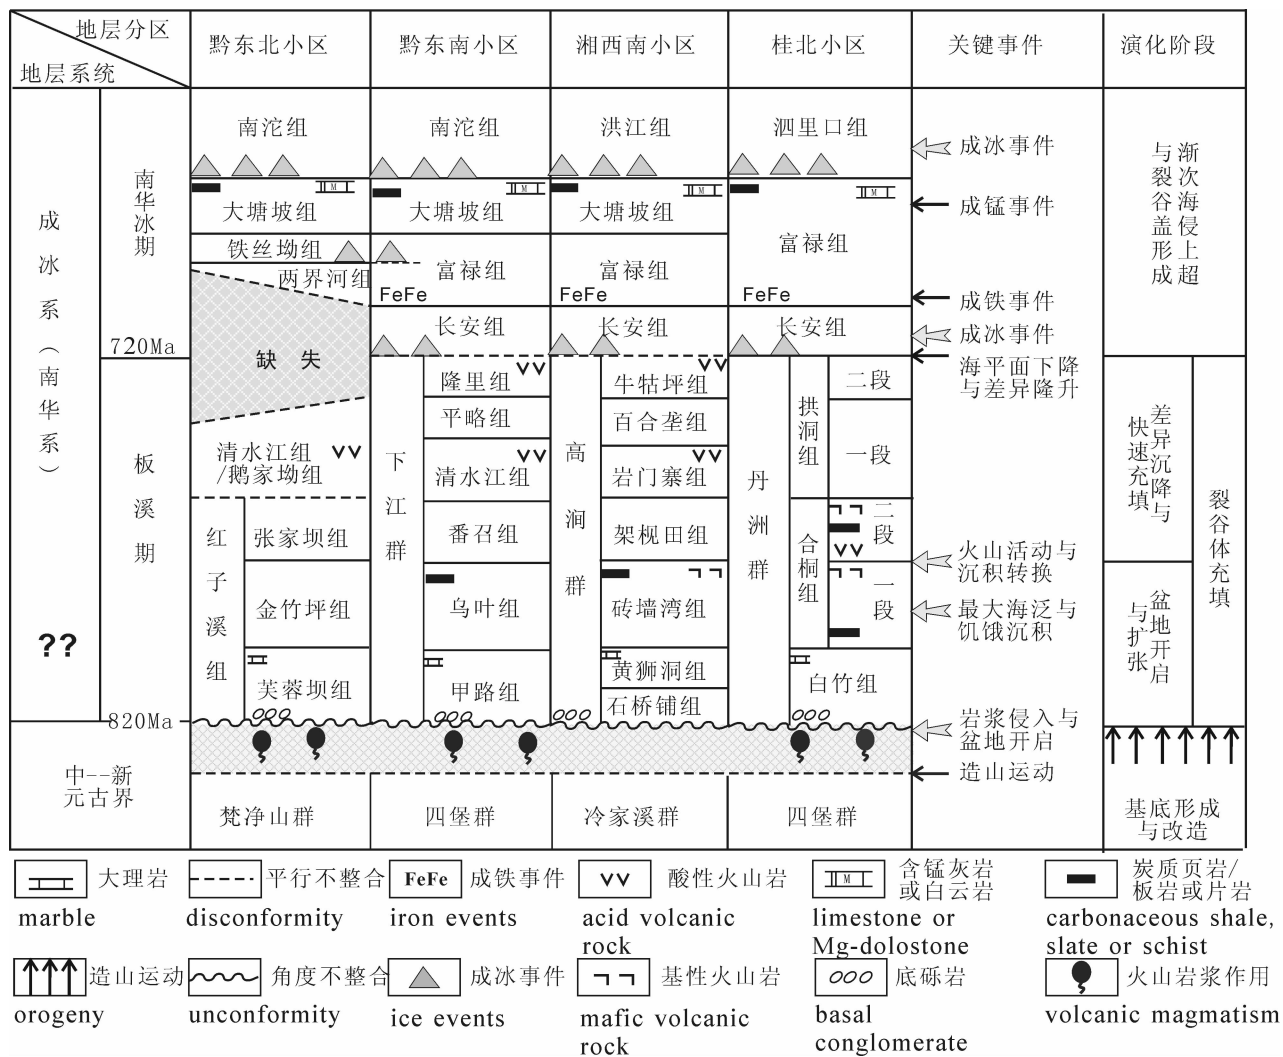 地层分区
地层系统
黔东北小区
黔东南小区
湘西南小区
桂北小区
关键事件
演化阶段
成冰系(南华系)
??
南华冰期
720Ma
板溪期
820Ma
中--新
元古界
南沱组
大塘坡组
铁丝坳组
两界河组
缺 失
清水江组
/鹅家坳组
红子溪组
张家坝组
金竹坪组
芙蓉坝组
梵净山群
南沱组
M
大塘坡组
富禄组
FeFe
长安组
下江群
隆里组
平略组
清水江组
番召组
乌叶组
甲路组
四堡群
洪江组
M
大塘坡组
富禄组
FeFe
长安组
高涧群
牛牯坪组
百合垄组
岩门寨组
架枧田组
砖墙湾组
黄狮洞组
石桥铺组
冷家溪群
泗里口组
M
富禄组
FeFe
长安组
丹洲群
拱洞组
二段
一段
合桐组
二段
一段
白竹组
四堡群
成冰事件
成锰事件
成铁事件
成冰事件
海平面下降
与差异隆升
火山活动与
沉积转换
最大海泛与
饥饿沉积
岩浆侵入与
盆地开启
造山运动
渐次海侵上超
与裂谷盖形成
差异沉降与
快速充填
盆地开启
与扩张
裂谷体充填
基底形成
与改造
大理岩
marble
平行不整合
disconformity
FeFe
成铁事件
iron events
酸性火山岩
acid volcanic
rock
M
含锰灰岩
或白云岩
limestone or
Mg-dolostone
炭质页岩/
板岩或片岩
carbonaceous shale,
slate or schist
造山运动
orogeny
角度不整合
unconformity
成冰事件
ice events
基性火山岩
mafic volcanic
rock
底砾岩
basal
conglomerate
火山岩浆作用
volcanic magmatism